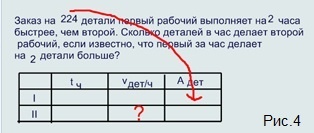 Заказ на 224 детали первый рабочий выполняет на 2 часа
быстрее, чем второй. Сколько деталей в час делает второй
рабочий, если известно, что первый за час делает
на 2 детали больше?
t ч vдет/ч А дет
I
II ?
Рис.4